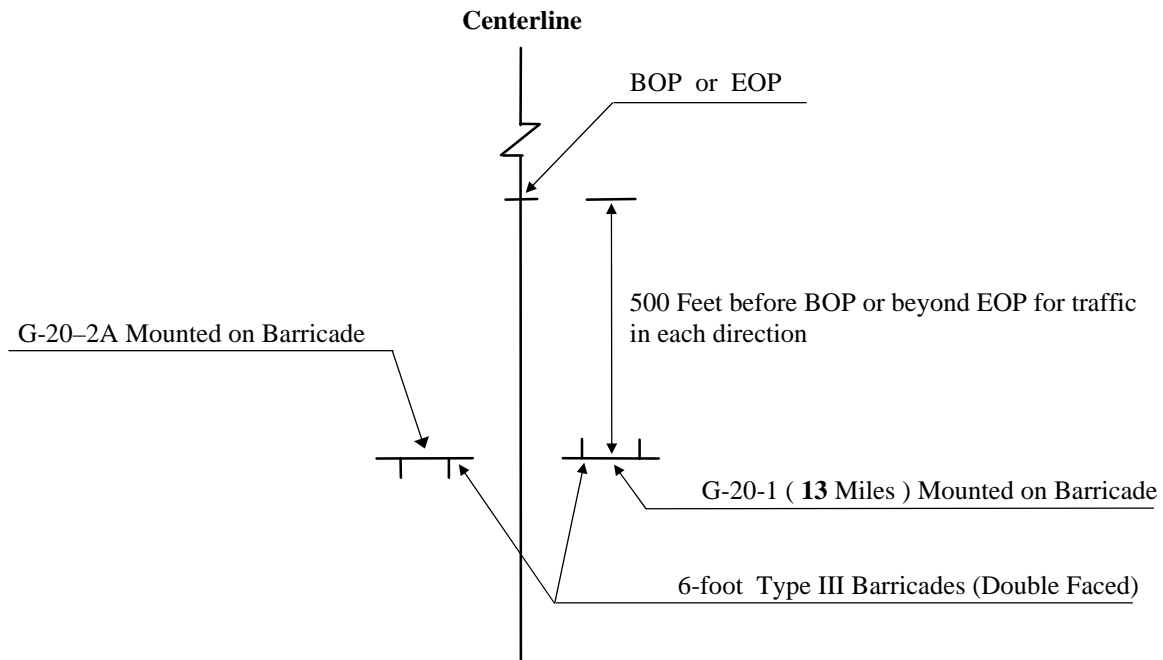 Centerline
BOP or EOP
500 Feet before BOP or beyond EOP for traffic
in each direction
G-20–2A Mounted on Barricade
G-20-1 ( 13 Miles ) Mounted on Barricade
6-foot Type III Barricades (Double Faced)